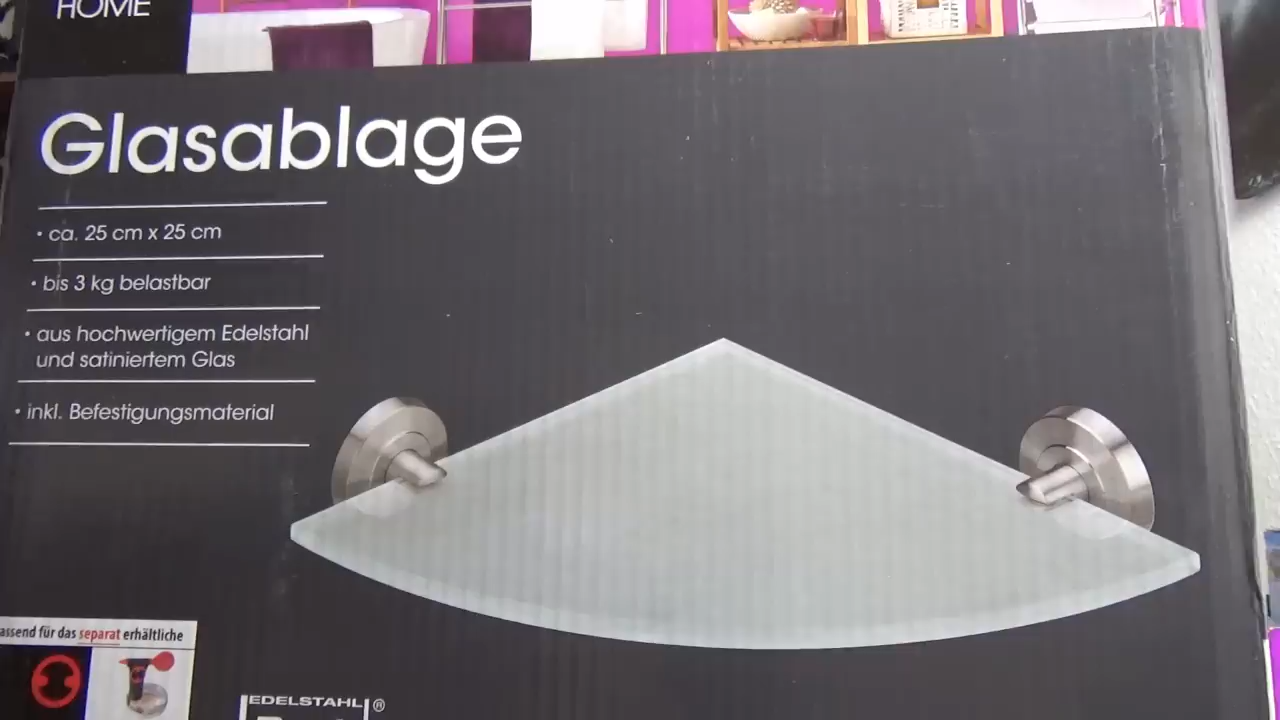 HOME
Glasablage
• ca. 25 cm x 25 cm
• bis 3 kg belastbar
• aus hochwertigem Edelstahl
und satiniertem Glas
• inkl. Befestigungsmaterial
für das separat erhältliche
EDELSTAHL ®